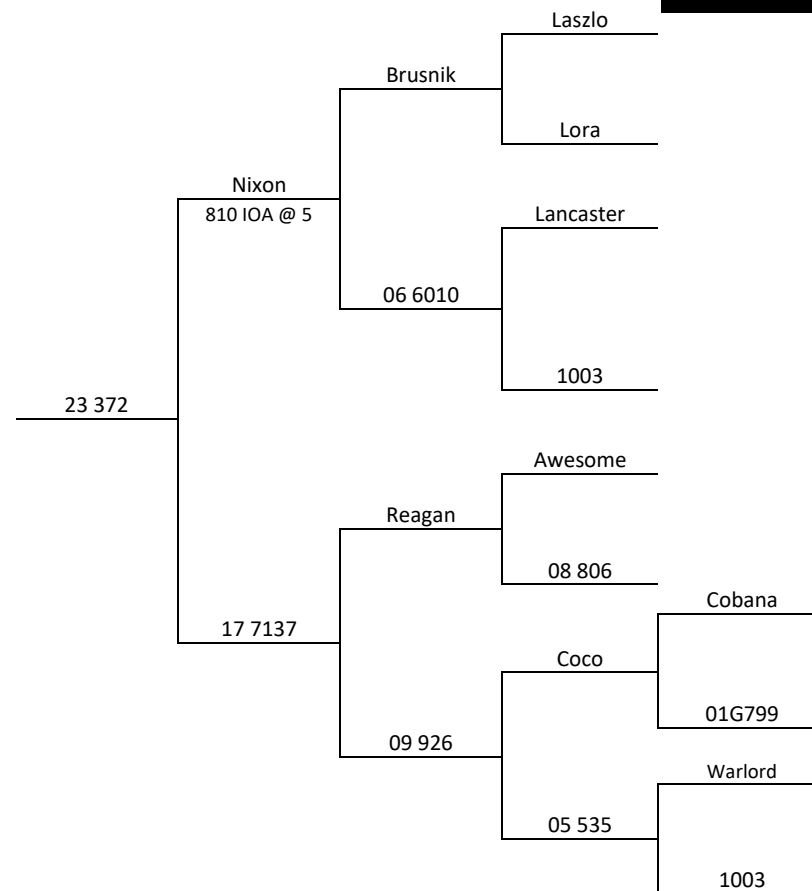 Laszlo
Brusnik
Lora
Nixon
810 IOA @ 5
Lancaster
06 6010
1003
23 372
Awesome
Reagan
08 806
Cobana
17 7137
Coco
01G799
09 926
Warlord
05 535
1003